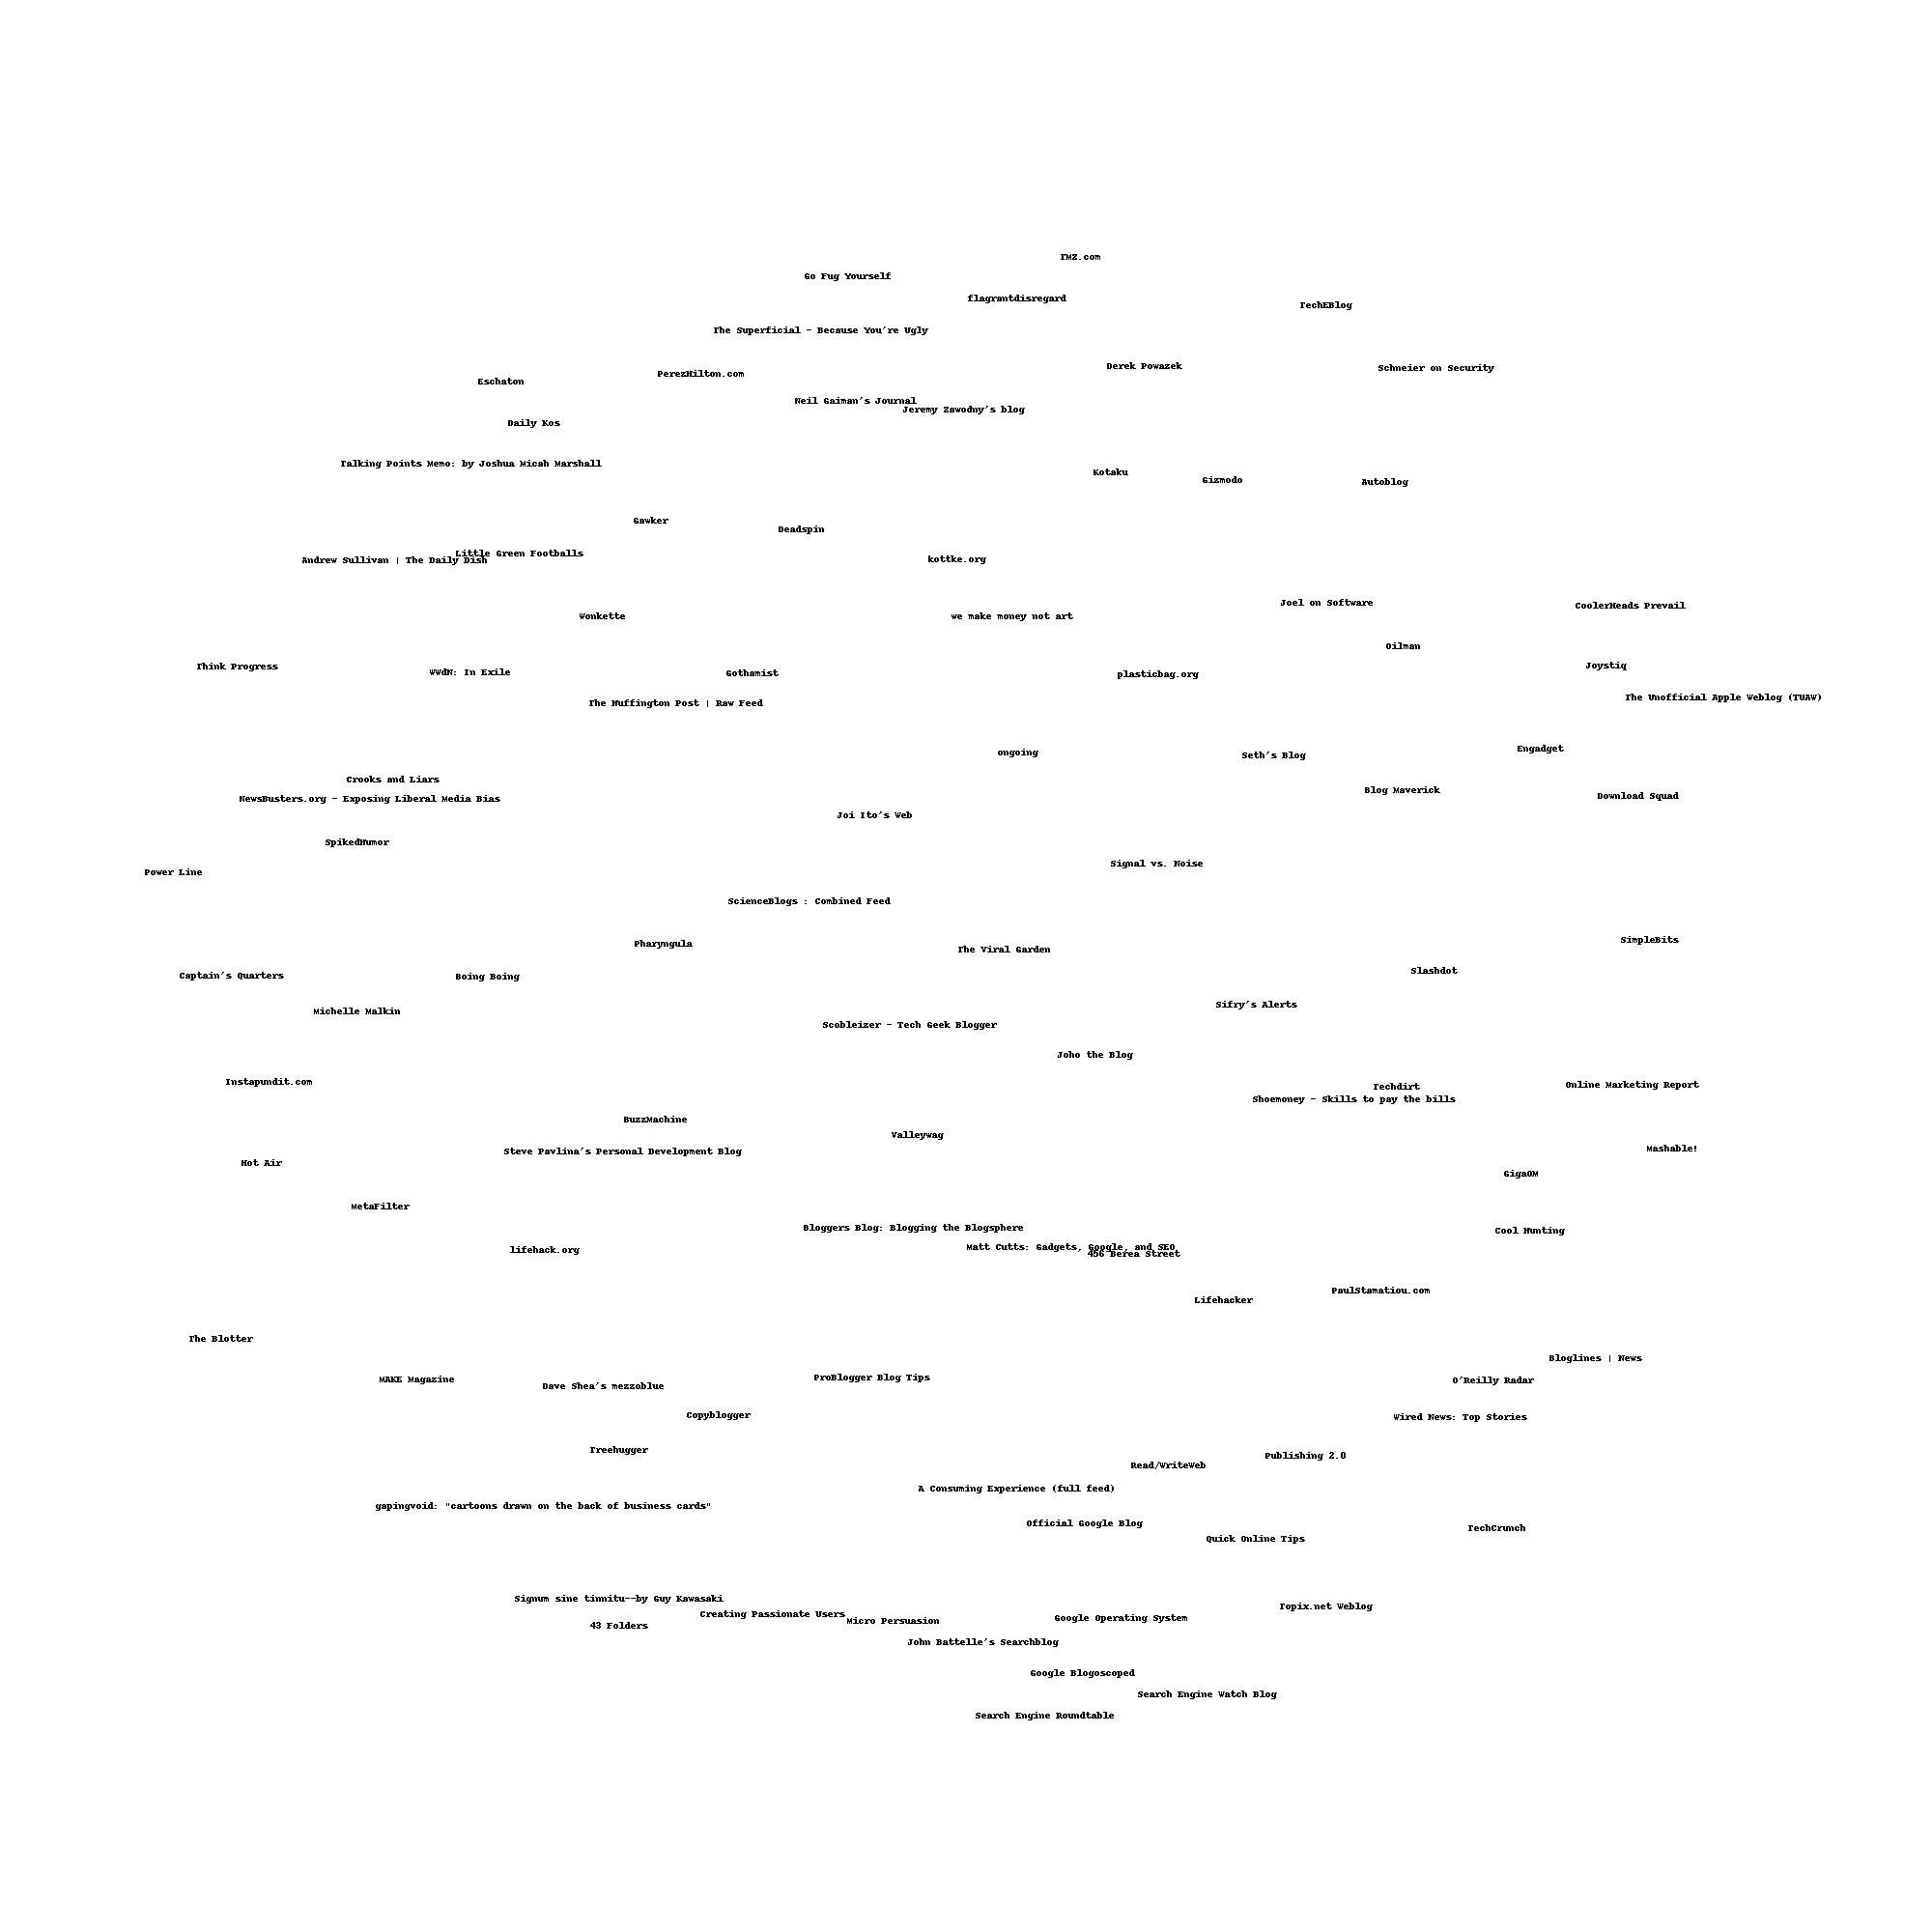 TMZ.com
Go Fug Yourself
flagrantdisregard
TechEBlog
The Superficial - Because You're Ugly
Derek Powazek
Schneier on Security
PerezHilton.com
Eschaton
Neil Gaiman's Journal
Jeremy Zawodny's blog
Daily Kos
Talking Points Memo: by Joshua Micah Marshall
Kotaku
Gizmodo
Autoblog
Gawker
Deadspin
Little Green Footballs
Andrew Sullivan | The Daily Dish
kottke.org
Joel on Software
CoolerHeads Prevail
Wonkette
we make money not art
Oilman
Think Progress
WWdN: In Exile
Gothamist
plasticbag.org
Joystiq
The Unofficial Apple Weblog (TUAW)
The Huffington Post | Raw Feed
ongoing
Seth's Blog
Engadget
Crooks and Liars
Blog Maverick
Download Squad
NewsBusters.org - Exposing Liberal Media Bias
Joi Ito's Web
SpikedHumor
Signal vs. Noise
Power Line
ScienceBlogs : Combined Feed
Pharyngula
The Viral Garden
SimpleBits
Captain's Quarters
Boing Boing
Slashdot
Michelle Malkin
Sifry's Alerts
Scobleizer - Tech Geek Blogger
Joho the Blog
Instapundit.com
Techdirt
Online Marketing Report
Shoemoney - Skills to pay the bills
BuzzMachine
Valleywag
Steve Pavlina's Personal Development Blog
Mashable!
Hot Air
GigaOM
MetaFilter
Bloggers Blog: Blogging the Blogsphere
Cool Hunting
lifehack.org
Matt Cutts: Gadgets, Google, and SEO
456 Berea Street
PaulStamatiou.com
Lifehacker
The Blotter
Bloglines | News
MAKE Magazine
Dave Shea's mezzoblue
ProBlogger Blog Tips
O'Reilly Radar
Copyblogger
Wired News: Top Stories
Treehugger
Publishing 2.0
Read/WriteWeb
A Consuming Experience (full feed)
gapingvoid: "cartoons drawn on the back of business cards"
Official Google Blog
TechCrunch
Quick Online Tips
Signum sine tinnitu--by Guy Kawasaki
Topix.net Weblog
Creating Passionate Users
Micro Persuasion
Google Operating System
43 Folders
John Battelle's Searchblog
Google Blogoscoped
Search Engine Watch Blog
Search Engine Roundtable